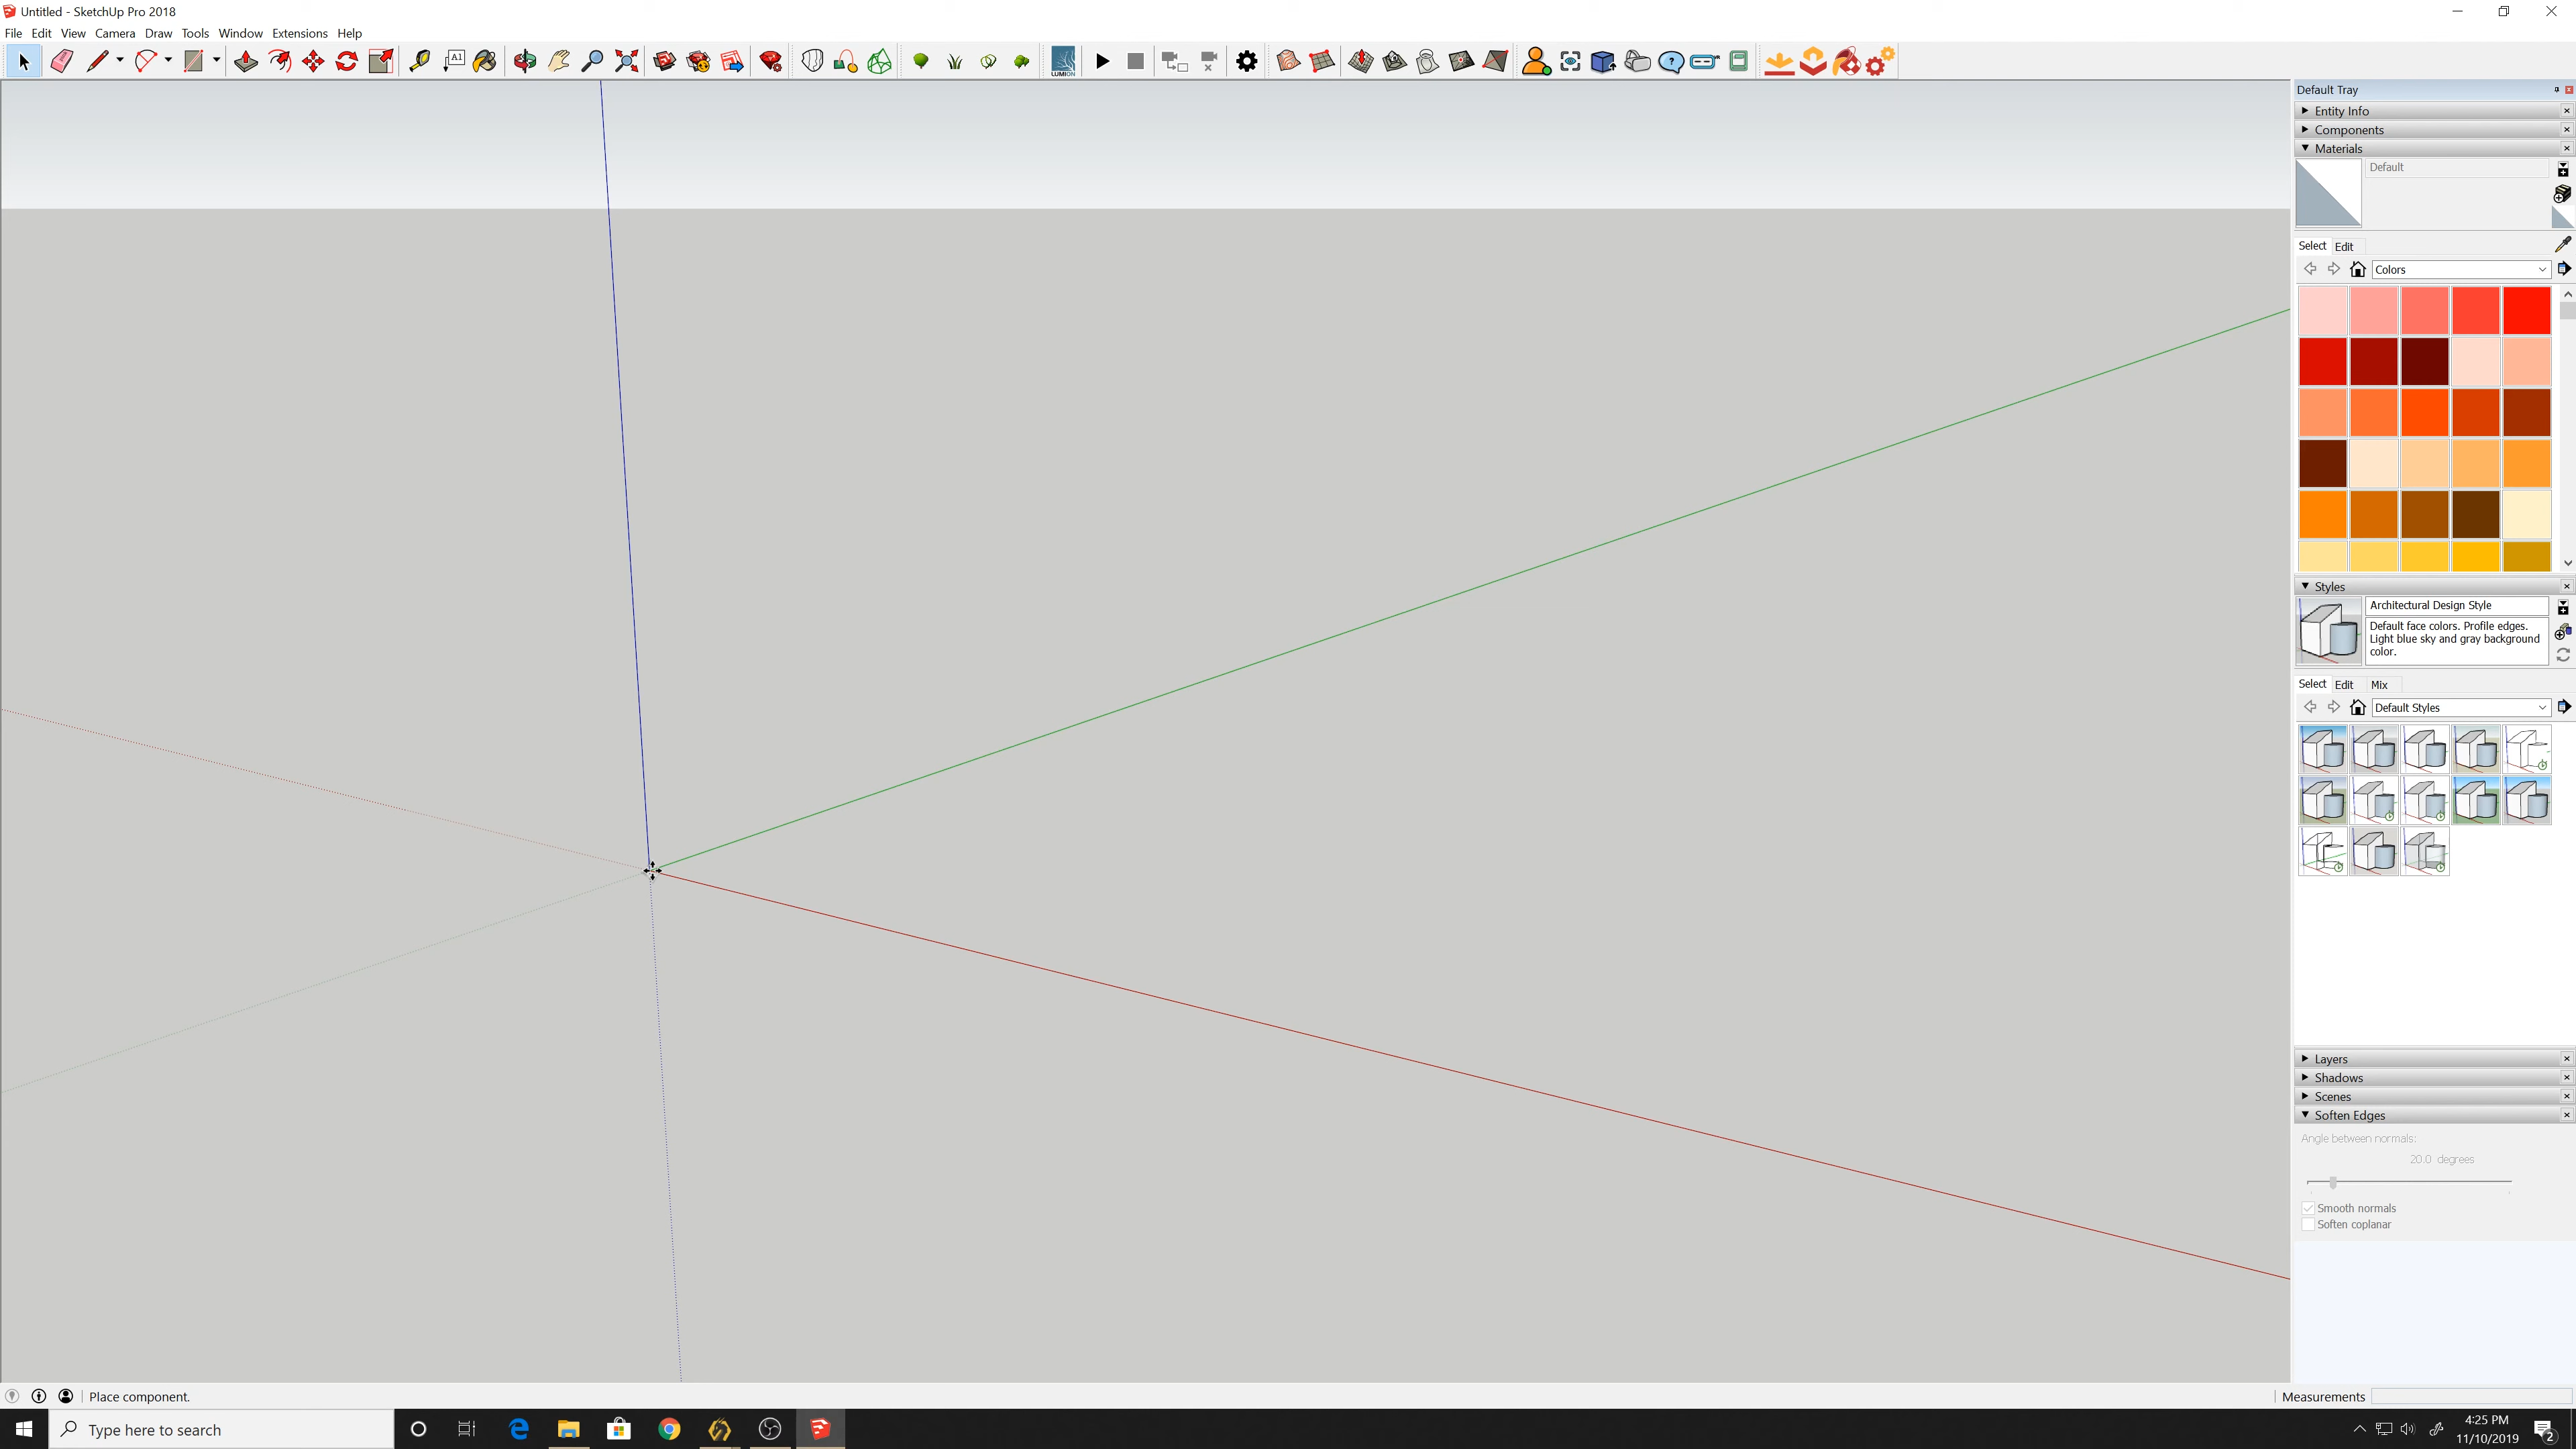 Untitled - SketchUp Pro 2018
File Edit View Camera Draw Tools Window Extensions Help
A1
LUMION
?
Default Tray
Entity Info
Components
Materials
Default
Select Edit
Colors
Styles
Architectural Design Style
Default face colors. Profile edges.
Light blue sky and gray background
color.
Select Edit Mix
Default Styles
Layers
Shadows
Scenes
Soften Edges
Angle between normals:
20.0 degrees
Smooth normals
Soften coplanar
Place component.
Measurements
Type here to search
4:25 PM
11/10/2019
2